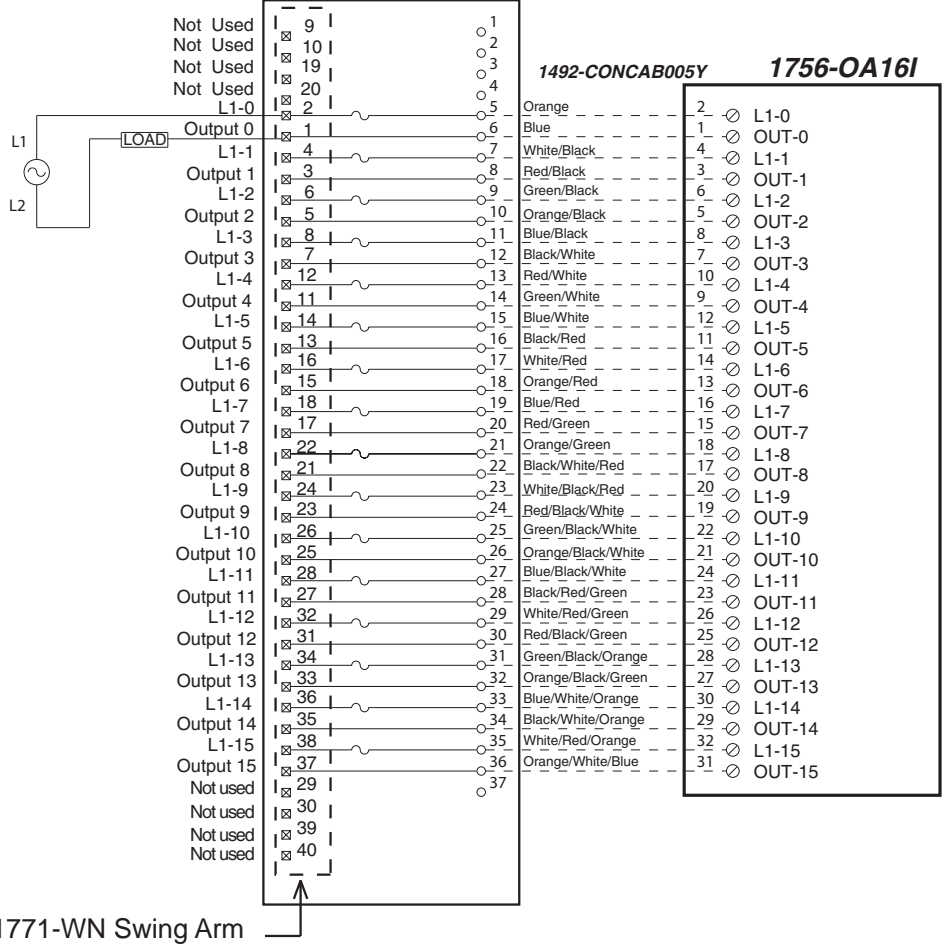 Not Used 9 1
Not Used 10 2
Not Used 19 3
Not Used 20 4
1492-CONCAB005Y 1756-OA16I
L1-0 2 5 Orange 2 L1-0
Output 0 1 6 Blue 1 OUT-0
L1 LOAD
L2
L1-1 4 7 White/Black 4 L1-1
Output 1 3 8 Red/Black 3 OUT-1
L1-2 6 9 Green/Black 6 L1-2
Output 2 5 10 Orange/Black 5 OUT-2
L1-3 8 11 Blue/Black 8 L1-3
Output 3 7 12 Black/White 7 OUT-3
L1-4 12 13 Red/White 10 L1-4
Output 4 11 14 Green/White 9 OUT-4
L1-5 14 15 Blue/White 12 L1-5
Output 5 13 16 Black/Red 11 OUT-5
L1-6 16 17 White/Red 14 L1-6
Output 6 15 18 Orange/Red 13 OUT-6
L1-7 18 19 Blue/Red 16 L1-7
Output 7 17 20 Red/Green 15 OUT-7
L1-8 22 21 Orange/Green 18 L1-8
Output 8 21 22 Black/White/Red 17 OUT-8
L1-9 24 23 White/Black/Red 20 L1-9
Output 9 23 24 Red/Black/White 19 OUT-9
L1-10 26 25 Green/Black/White 22 L1-10
Output 10 25 26 Orange/Black/White 21 OUT-10
L1-11 28 27 Blue/Black/White 24 L1-11
Output 11 27 28 Black/Red/Green 23 OUT-11
L1-12 32 29 White/Red/Green 26 L1-12
Output 12 31 30 Red/Black/Green 25 OUT-12
L1-13 34 31 Green/Black/Orange 28 L1-13
Output 13 33 32 Orange/Black/Green 27 OUT-13
L1-14 36 33 Blue/White/Orange 30 L1-14
Output 14 35 34 Black/White/Orange 29 OUT-14
L1-15 38 35 White/Red/Orange 32 L1-15
Output 15 37 36 Orange/White/Blue 31 OUT-15
Not used 29 37
Not used 30
Not used 39
Not used 40
1771-WN Swing Arm